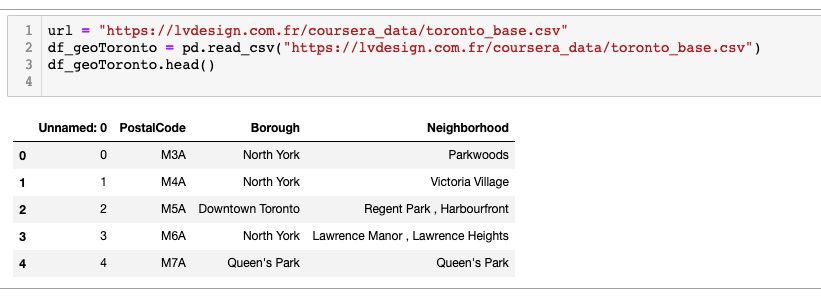 1 url = "https://lvdesign.com.fr/coursera_data/toronto_base.csv"
2 df_geoToronto = pd.read_csv("https://lvdesign.com.fr/coursera_data/toronto_base.csv")
3 df_geoToronto.head()
4
Unnamed: 0 PostalCode Borough Neighborhood
0 0 M3A North York Parkwoods
1 1 M4A North York Victoria Village
2 2 M5A Downtown Toronto Regent Park , Harbourfront
3 3 M6A North York Lawrence Manor , Lawrence Heights
4 4 M7A Queen's Park Queen's Park